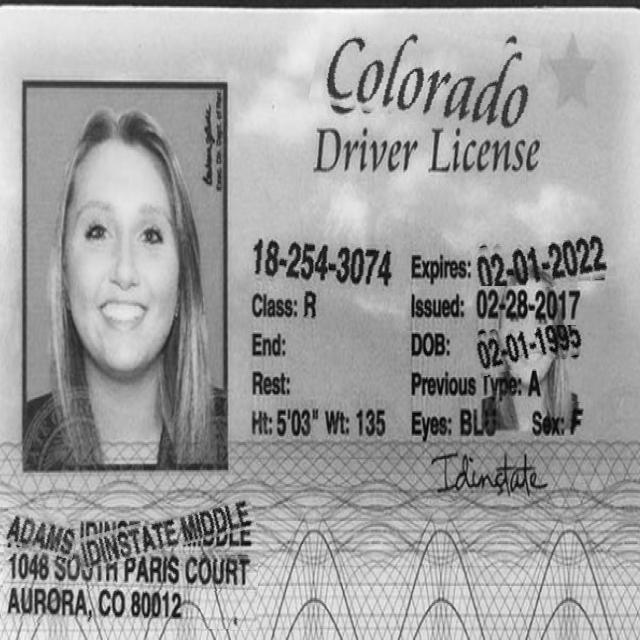 Colorado
Driver License
18-254-3074
Expires: 02-01-2022
Class: R
Issued: 02-28-2017
End:
DOB: 02-01-1995
Rest:
Previous Type: A
Ht: 5'03" Wt: 135
Eyes: BLU Sex: F
Idinstate
ADAMS IDINSTATE MIDDLE
1046 SOUTH PARIS COURT
AURORA, CO 80012